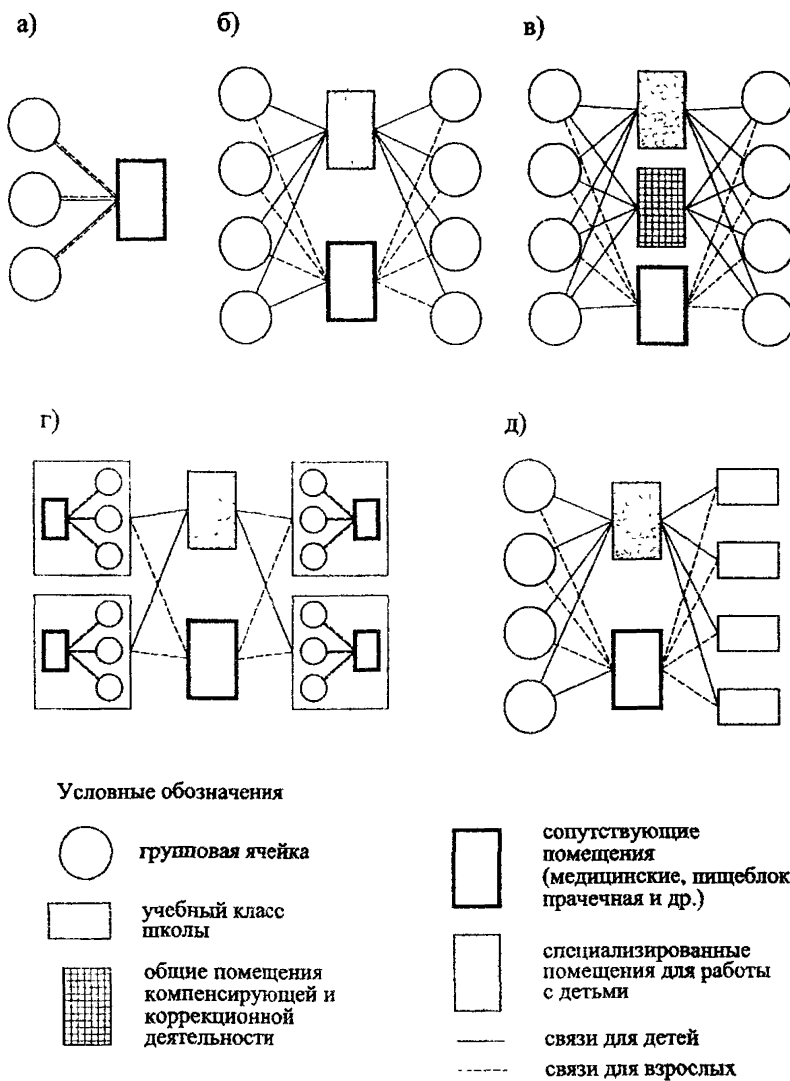 а)
б)
в)
г)
д)
Условные обозначения
групповая ячейка
учебный класс
школы
общие помещения
компенсирующей и
коррекционной
деятельности
сопутствующие
помещения
(медицинские, пищеблок
прачечная и др.)
специализированные
помещения для работы
с детьми
связи для детей
связи для взрослых